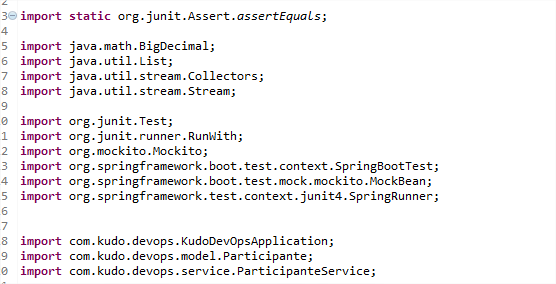 2
3 import static org.junit.Assert.assertEquals;
4
5 import java.math.BigDecimal;
6 import java.util.List;
7 import java.util.stream.Collectors;
8 import java.util.stream.Stream;
9
0 import org.junit.Test;
1 import org.junit.runner.RunWith;
2 import org.mockito.Mockito;
3 import org.springframework.boot.test.context.SpringBootTest;
4 import org.springframework.boot.test.mock.mockito.MockBean;
5 import org.springframework.test.context.junit4.SpringRunner;
6
7
8 import com.kudo.devops.KudoDevOpsApplication;
9 import com.kudo.devops.model.Participante;
0 import com.kudo.devops.service.ParticipanteService;